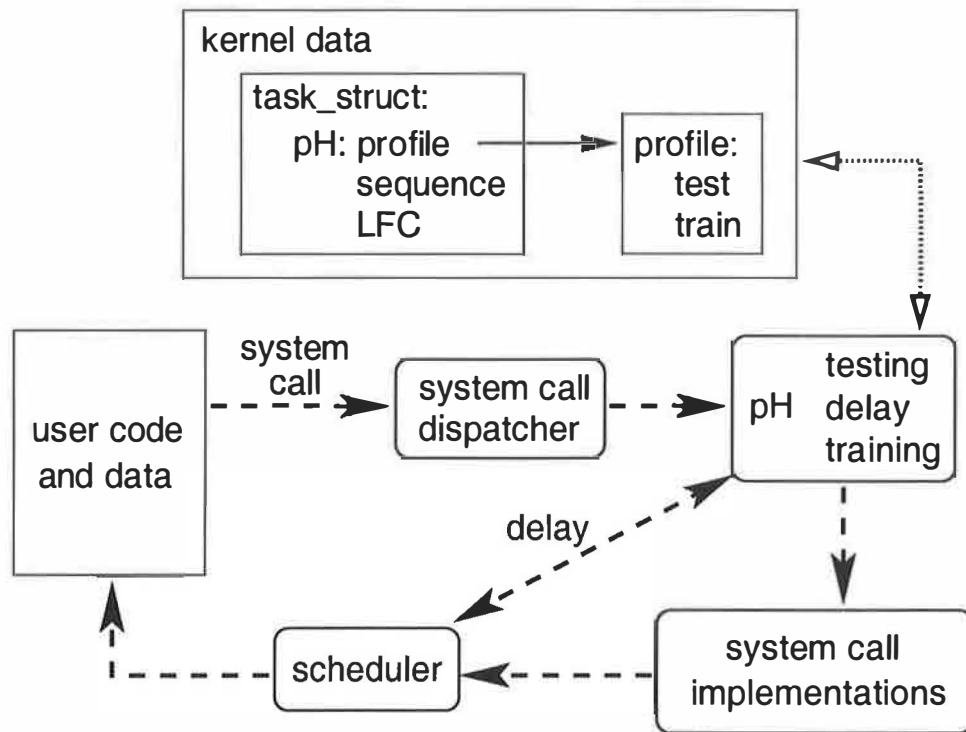 kernel data
task_struct:
pH: profile
sequence
LFC
profile:
test
train
system
call
system call
dispatcher
pH
testing
delay
training
user code
and data
delay
scheduler
system call
implementations